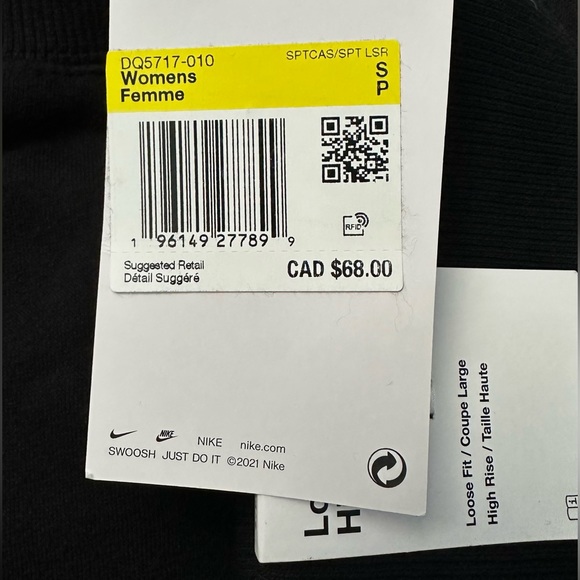 DQ5717-010
SPTCAS/SPT LSR
Womens
S
Femme
P
RFID
1 96149 27789 9
Suggested Retail
Détail Suggéré
CAD $68.00
NIKE
NIKE nike.com
SWOOSH JUST DO IT ©2021 Nike
Loose Fit / Coupe Large
High Rise / Taille Haute